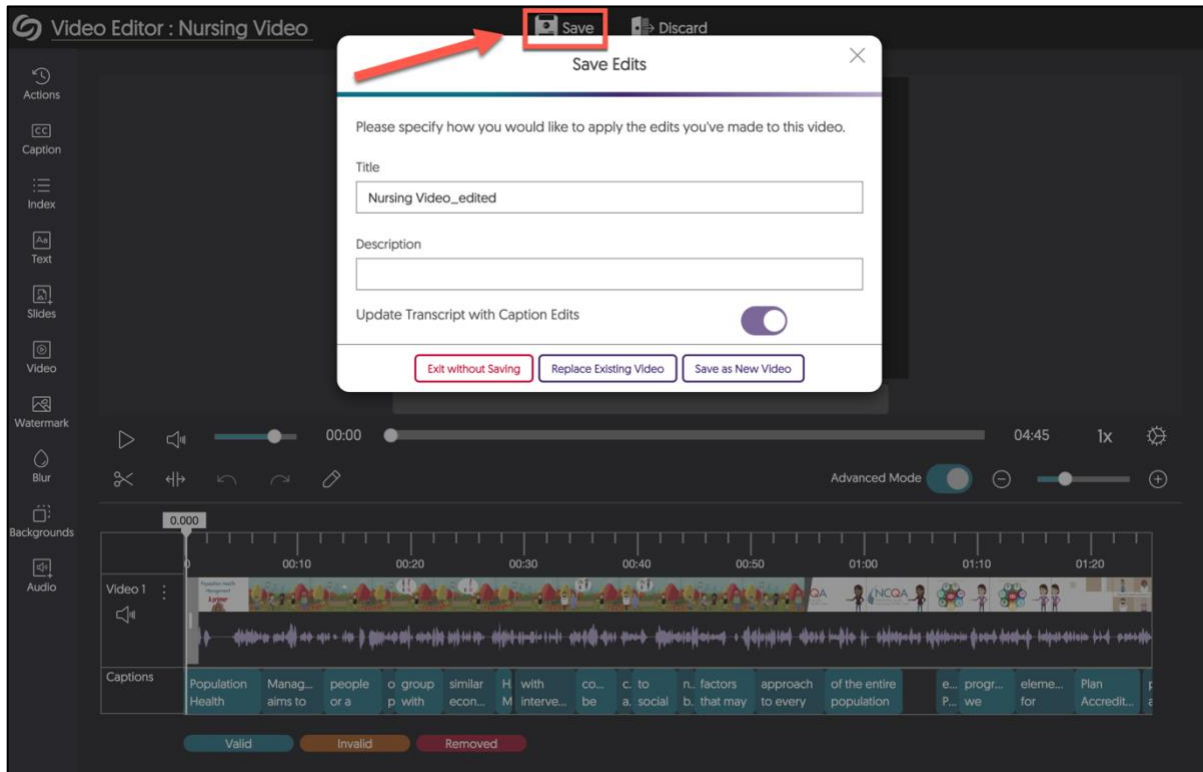 Video Editor : Nursing Video
Save
Discard
Save Edits
Please specify how you would like to apply the edits you've made to this video.
Title
Nursing Video_edited
Description
Update Transcript with Caption Edits
Exit without Saving
Replace Existing Video
Save as New Video
Actions
CC
Caption
Index
Aa
Text
Slides
Video
Watermark
Blur
Backgrounds
Audio
00:00
04:45
1x
Advanced Mode
0.000
0 00:10 00:20 00:30 00:40 00:50 01:00 01:10 01:20
Video 1
NCQA
Captions
Population Manag... people o group similar H with co... c. to n.. factors approach of the entire e... progr... eleme... Plan
Health aims to or a p with econ... M interve... be a. social b.. that may to every population P... we for Accredit...
Valid Invalid Removed